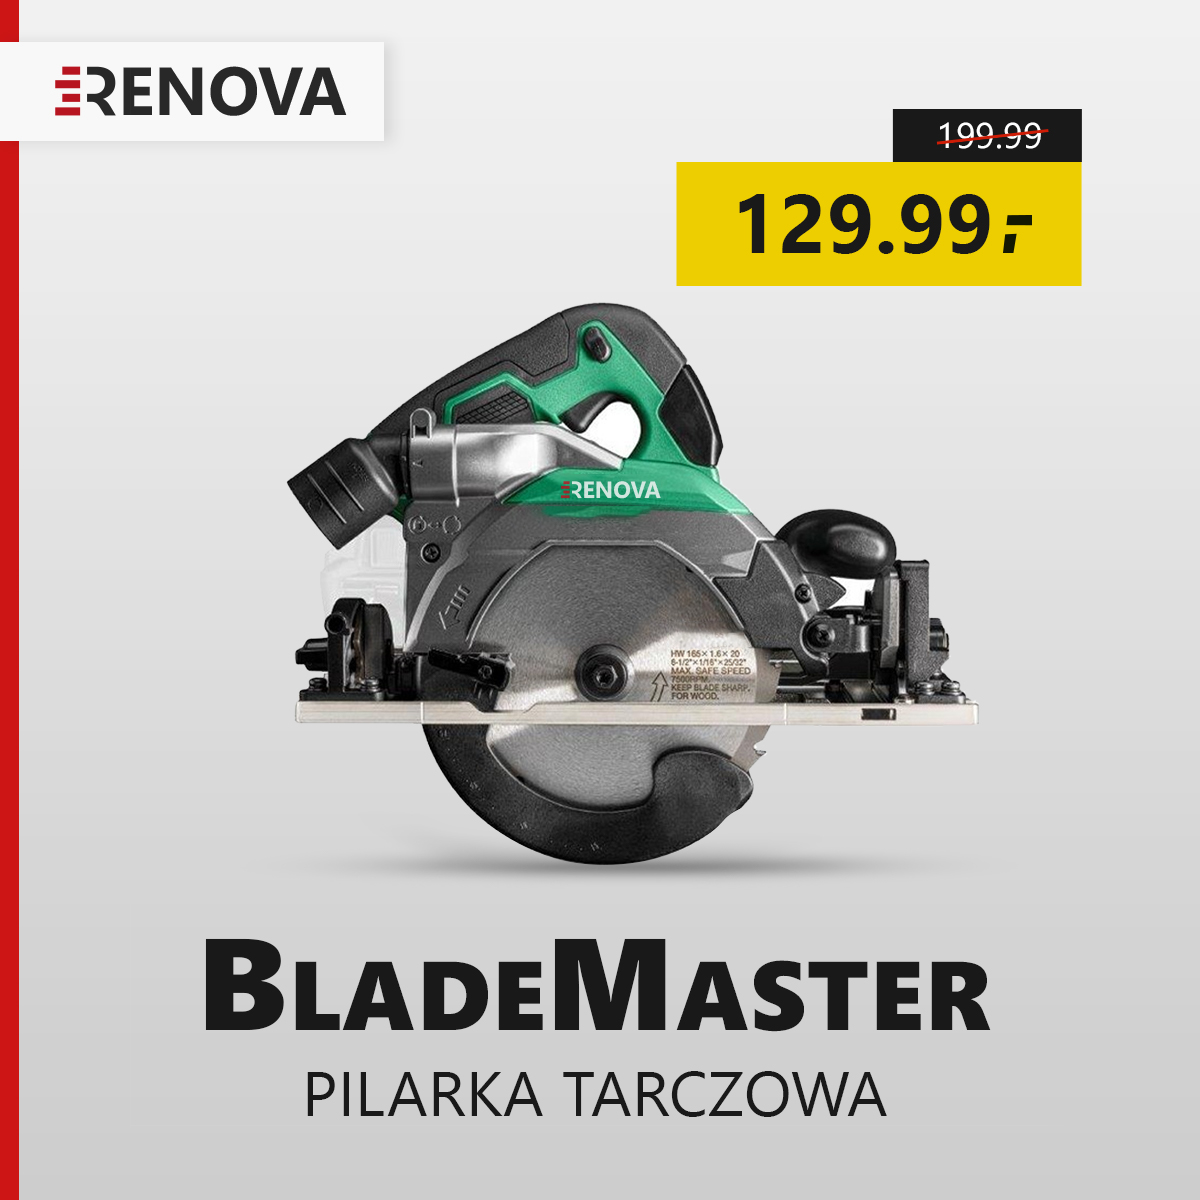 RENOVA
199.99
129.99.-
RENOVA
HW 165 × 1.6 × 20
6-1/2" × 1/16" × 25/32"
MAX. SAFE SPEED
7500RPM.
KEEP BLADE SHARP.
FOR WOOD.
BLADEMASTER
PILARKA TARCZOWA